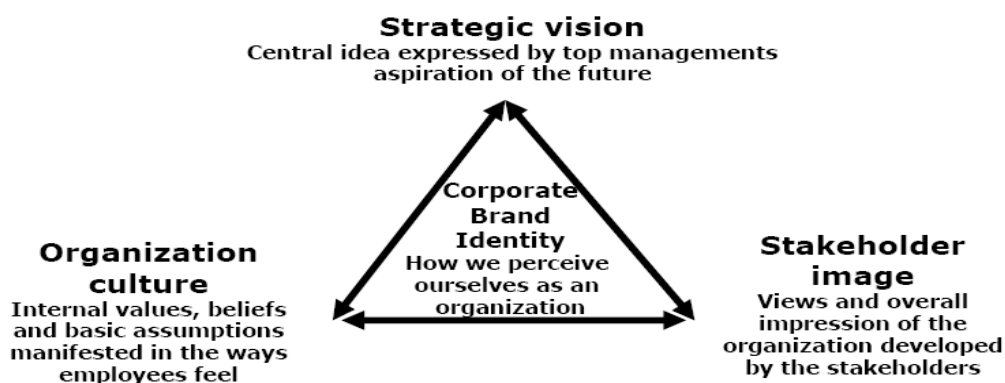 Strategic vision
Central idea expressed by top managements
aspiration of the future
Corporate
Brand
Identity
How we perceive
ourselves as an
organization
Organization
culture
Internal values, beliefs
and basic assumptions
manifested in the ways
employees feel
Stakeholder
image
Views and overall
impression of the
organization developed
by the stakeholders